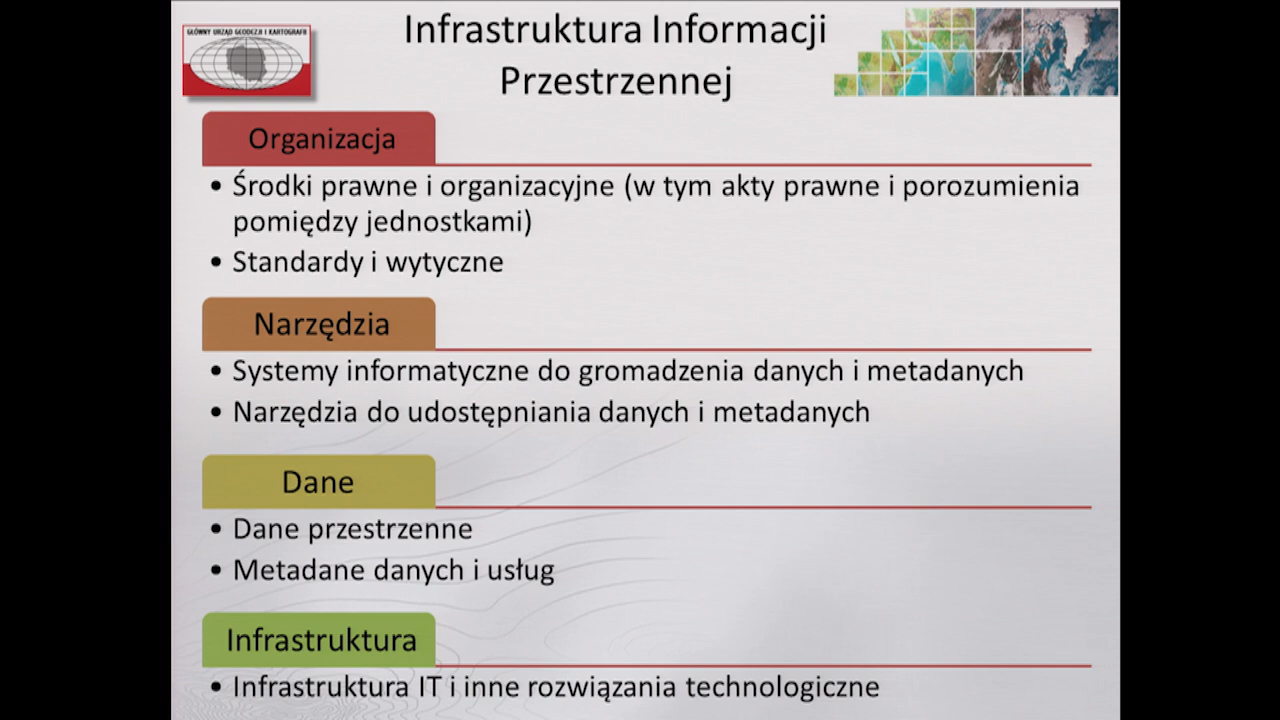 GŁÓWNY URZĄD GEODEZJI I KARTOGRAFII
Infrastruktura Informacji
Przestrzennej
Organizacja
• Środki prawne i organizacyjne (w tym akty prawne i porozumienia
pomiędzy jednostkami)
• Standardy i wytyczne
Narzędzia
• Systemy informatyczne do gromadzenia danych i metadanych
• Narzędzia do udostępniania danych i metadanych
Dane
• Dane przestrzenne
• Metadane danych i usług
Infrastruktura
• Infrastruktura IT i inne rozwiązania technologiczne